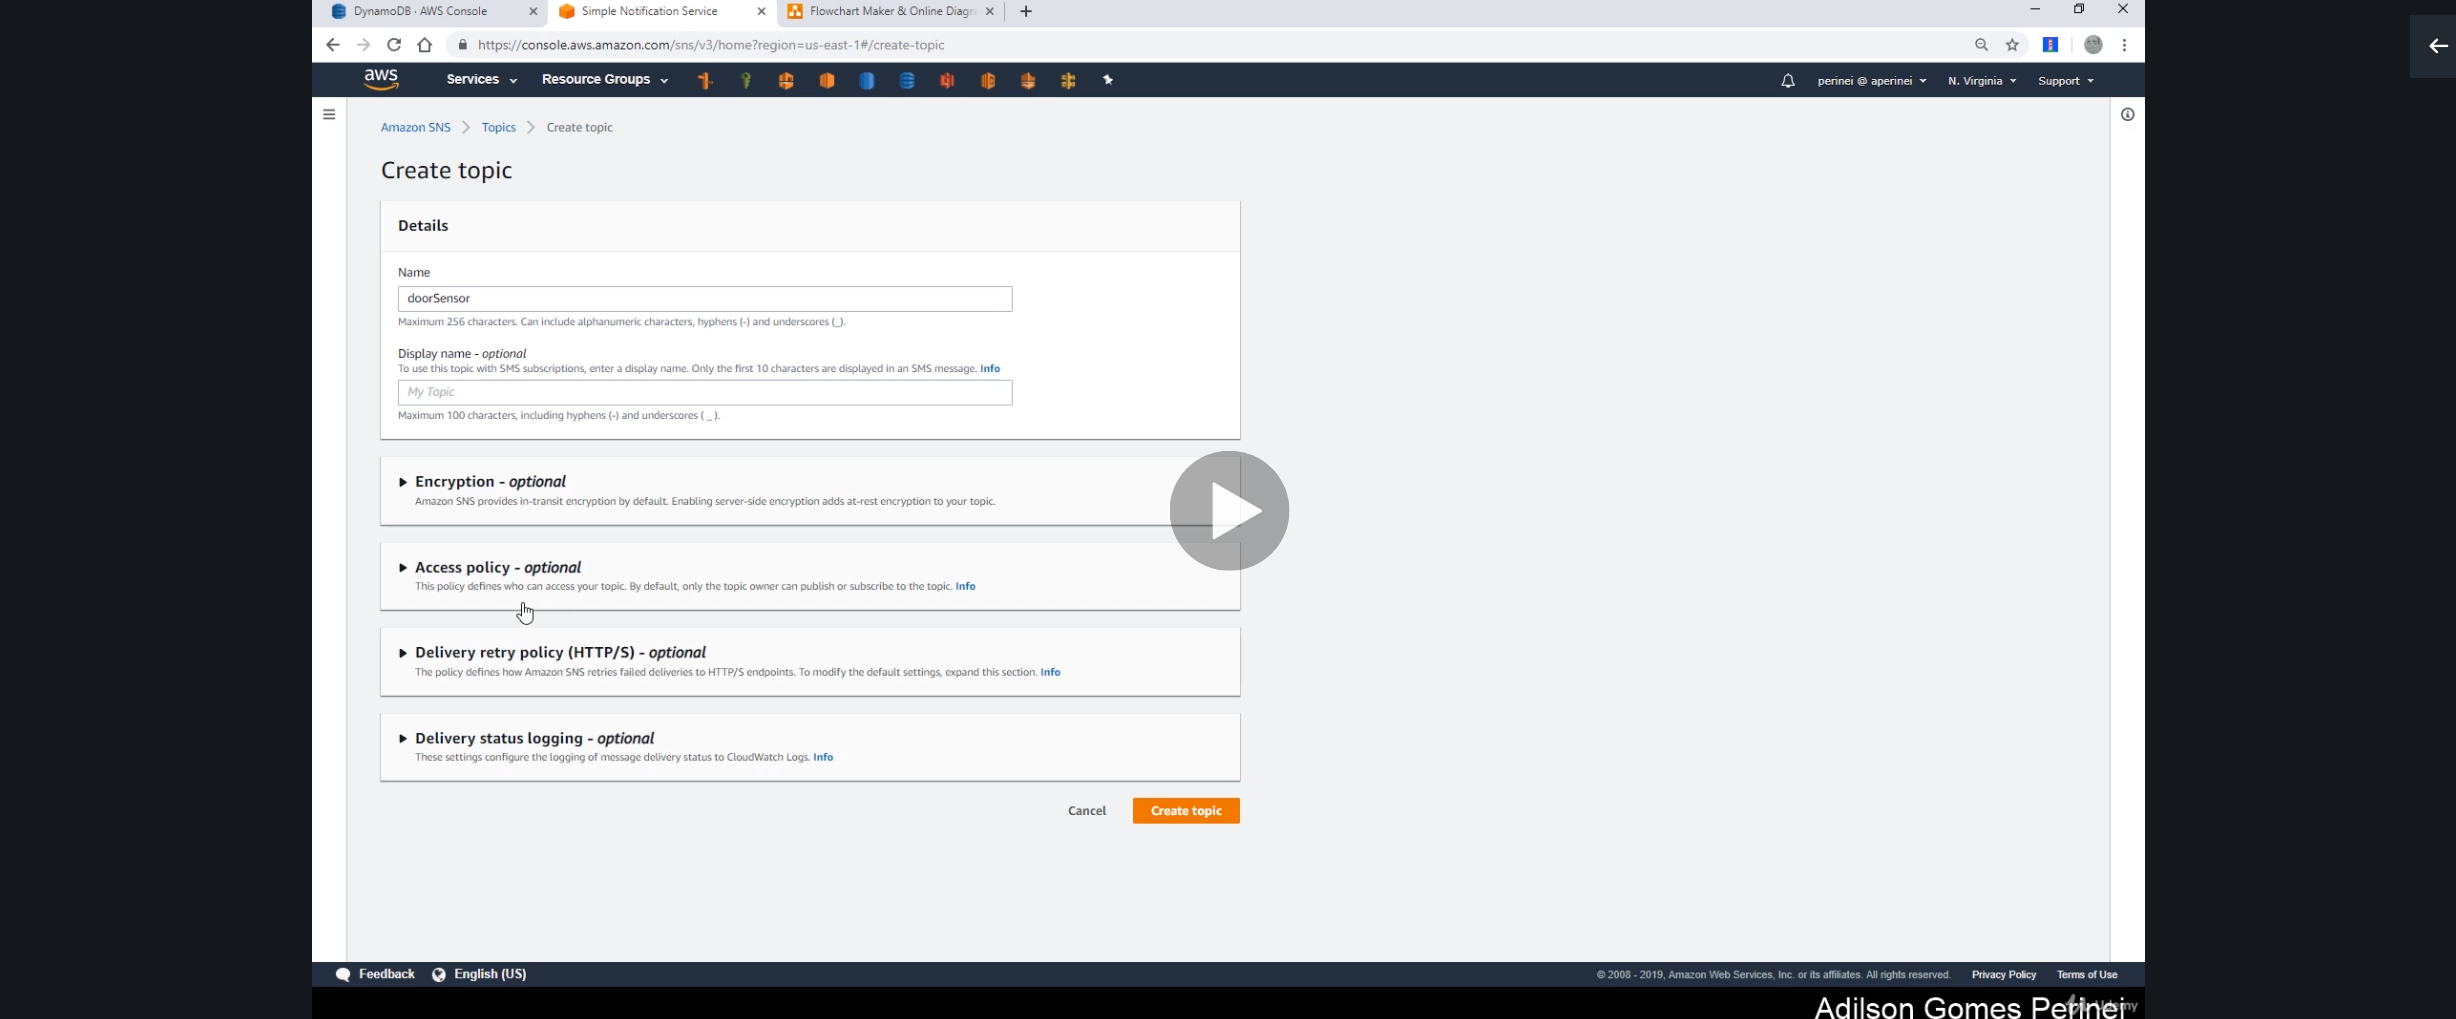 DynamoDB · AWS Console
Simple Notification Service
Flowchart Maker & Online Diagra
https://console.aws.amazon.com/sns/v3/home?region=us-east-1#/create-topic
aws
Services
Resource Groups
perinei @ aperinei
N. Virginia
Support
Amazon SNS
Topics
Create topic
Create topic
Details
Name
doorSensor
Maximum 256 characters. Can include alphanumeric characters, hyphens (-) and underscores (_).
Display name - optional
To use this topic with SMS subscriptions, enter a display name. Only the first 10 characters are displayed in an SMS message. Info
My Topic
Maximum 100 characters, including hyphens (-) and underscores ( _ ).
Encryption - optional
Amazon SNS provides in-transit encryption by default. Enabling server-side encryption adds at-rest encryption to your topic.
Access policy - optional
This policy defines who can access your topic. By default, only the topic owner can publish or subscribe to the topic. Info
Delivery retry policy (HTTP/S) - optional
The policy defines how Amazon SNS retries failed deliveries to HTTP/S endpoints. To modify the default settings, expand this section. Info
Delivery status logging - optional
These settings configure the logging of message delivery status to CloudWatch Logs. Info
Cancel
Create topic
Feedback
English (US)
© 2008 - 2019, Amazon Web Services, Inc. or its affiliates. All rights reserved.
Privacy Policy
Terms of Use
Adilson Gomes Perinei
Udemy